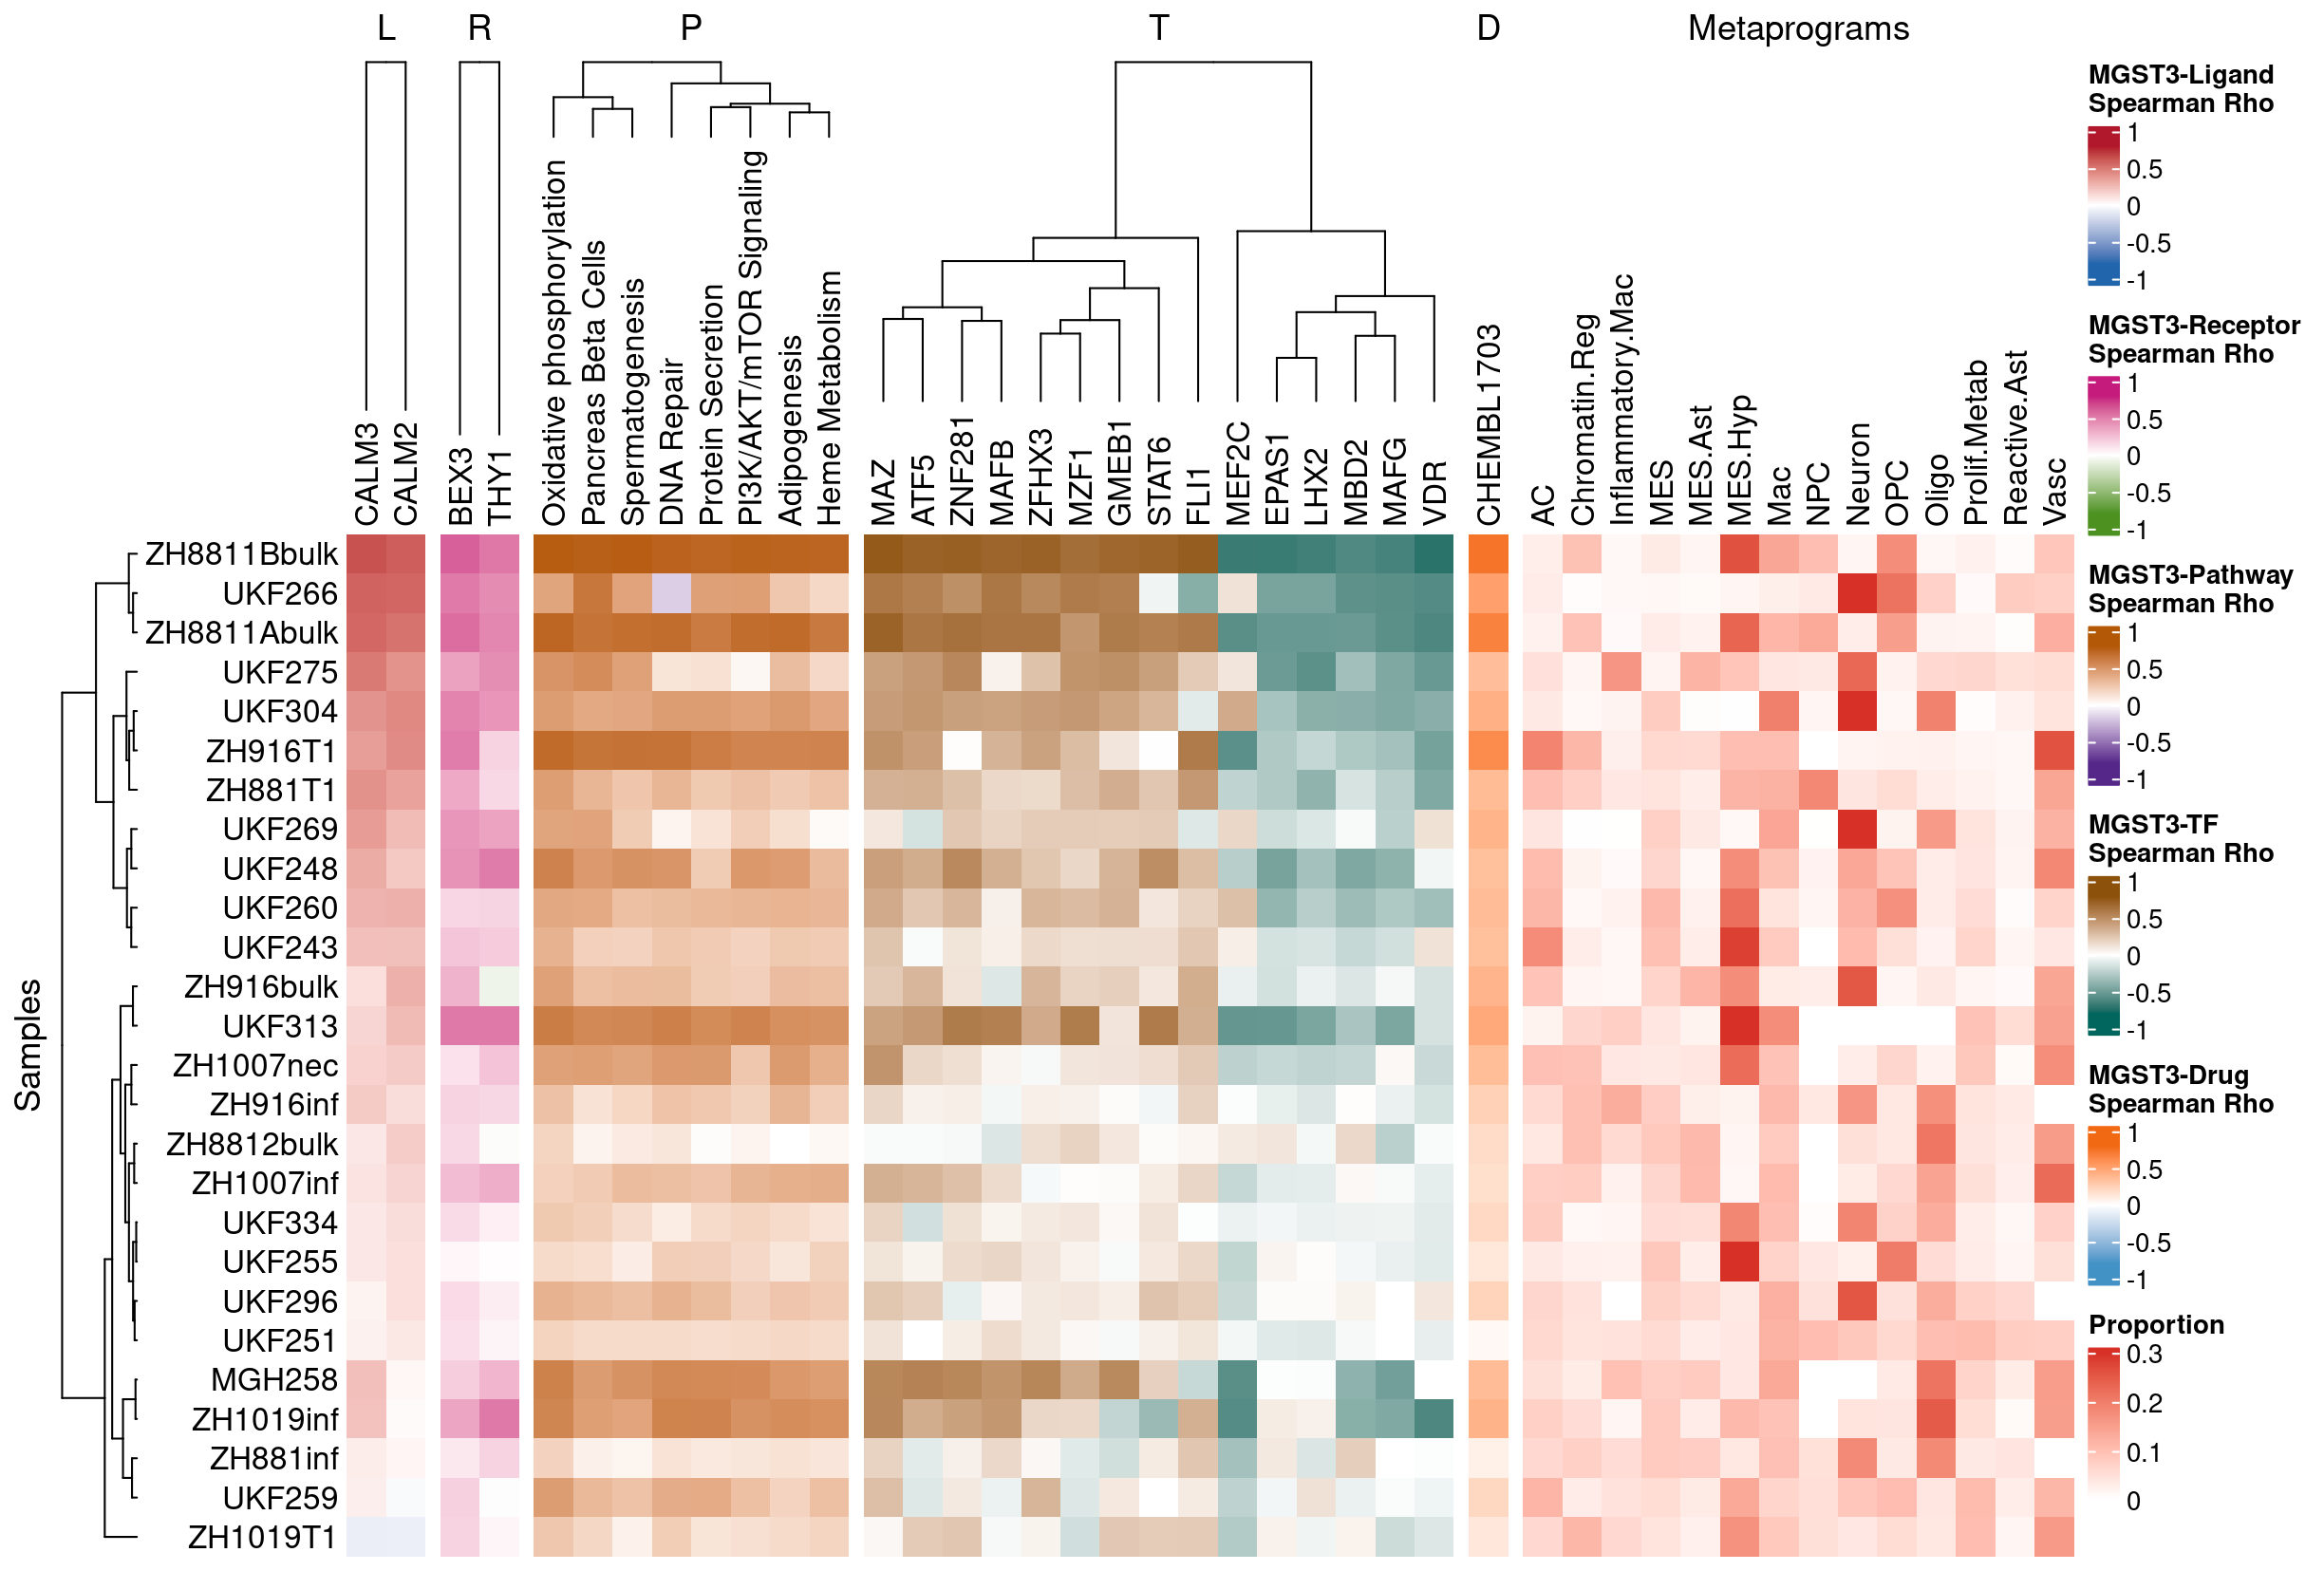 L R P T D Metaprograms
Oxidative phosphorylation
Pancreas Beta Cells
Spermatogenesis
DNA Repair
Protein Secretion
PI3K/AKT/mTOR Signaling
Adipogenesis
Heme Metabolism
CALM3
CALM2
BEX3
THY1
MAZ
ATF5
ZNF281
MAFB
ZFHX3
MZF1
GMEB1
STAT6
FLI1
MEF2C
EPAS1
LHX2
MBD2
MAFG
VDR
CHEMBL1703
AC
Chromatin.Reg
Inflammatory.Mac
MES
MES.Ast
MES.Hyp
Mac
NPC
Neuron
OPC
Oligo
Prolif.Metab
Reactive.Ast
Vasc
Samples
ZH8811Bbulk
UKF266
ZH8811Abulk
UKF275
UKF304
ZH916T1
ZH881T1
UKF269
UKF248
UKF260
UKF243
ZH916bulk
UKF313
ZH1007nec
ZH916inf
ZH8812bulk
ZH1007inf
UKF334
UKF255
UKF296
UKF251
MGH258
ZH1019inf
ZH881inf
UKF259
ZH1019T1
MGST3-Ligand
Spearman Rho
1
0.5
0
-0.5
-1
MGST3-Receptor
Spearman Rho
1
0.5
0
-0.5
-1
MGST3-Pathway
Spearman Rho
1
0.5
0
-0.5
-1
MGST3-TF
Spearman Rho
1
0.5
0
-0.5
-1
MGST3-Drug
Spearman Rho
1
0.5
0
-0.5
-1
Proportion
0.3
0.2
0.1
0